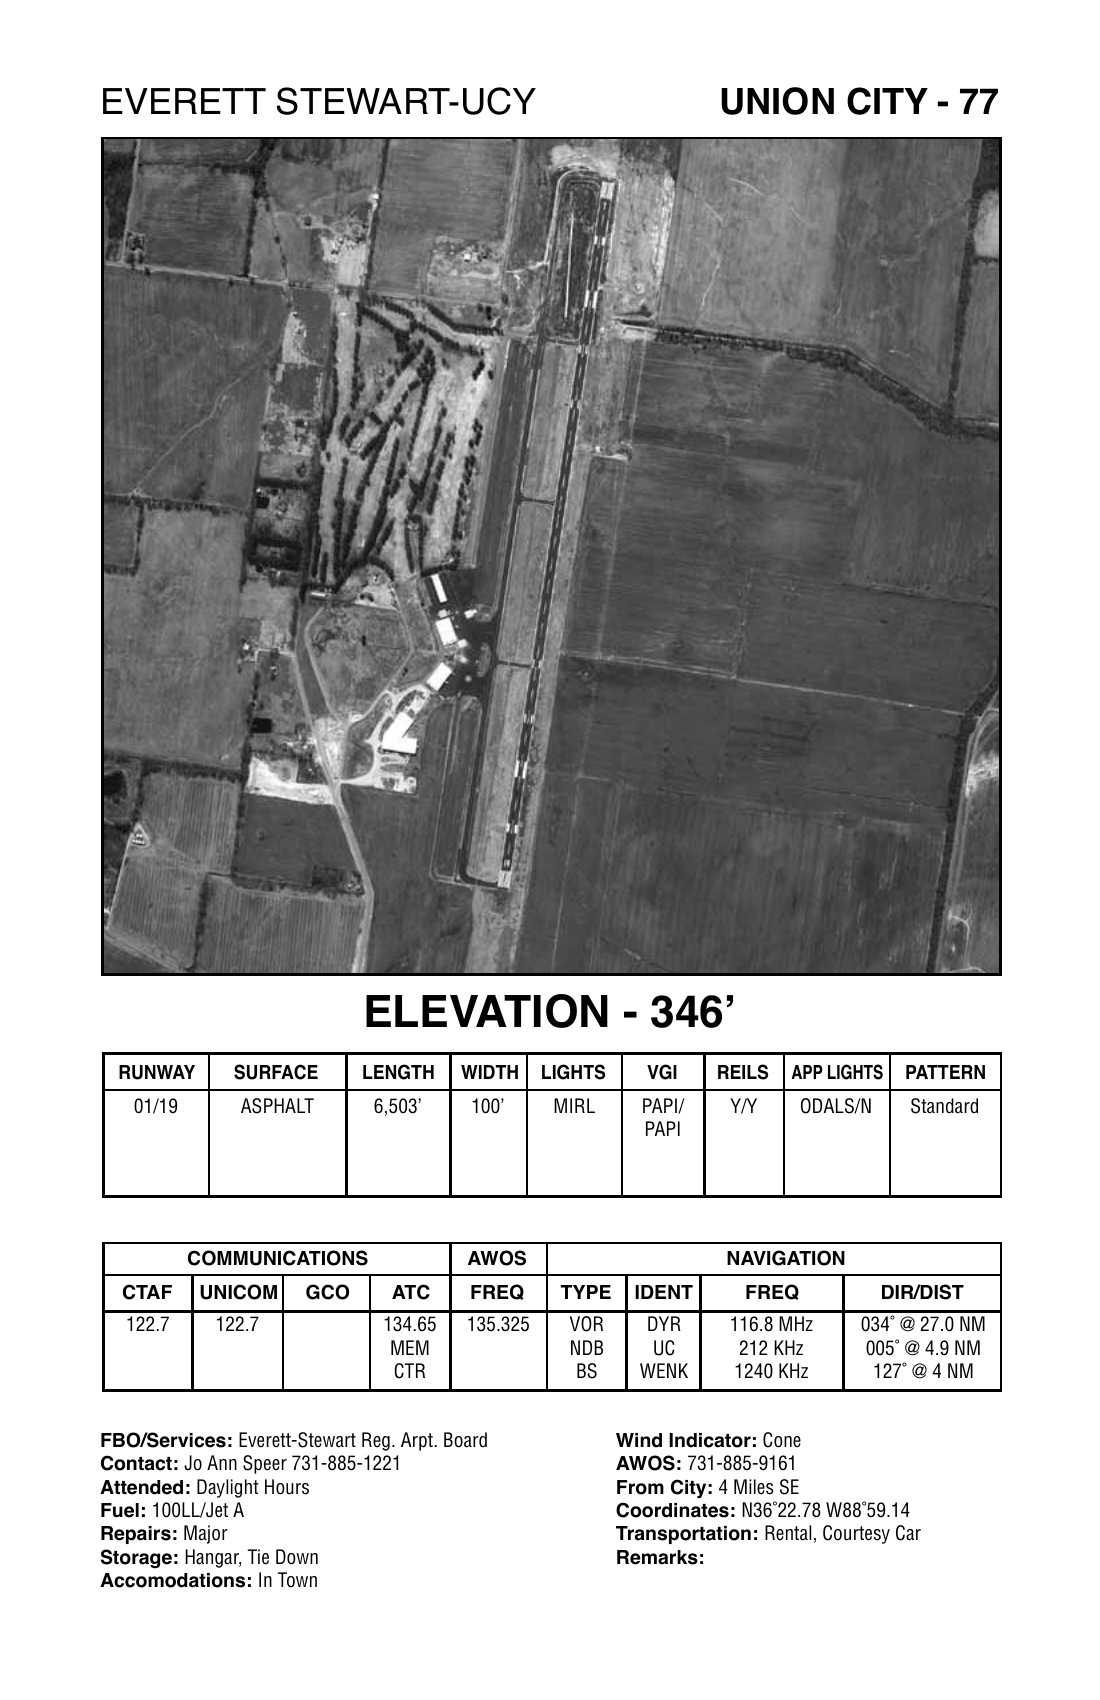 EVERETT STEWART-UCY UNION CITY - 77
ELEVATION - 346’
RUNWAY SURFACE LENGTH WIDTH LIGHTS VGI REILS APP LIGHTS PATTERN
01/19 ASPHALT 6,503’ 100’ MIRL PAPI/ Y/Y ODALS/N Standard
PAPI
COMMUNICATIONS AWOS NAVIGATION
CTAF UNICOM GCO ATC FREQ TYPE IDENT FREQ DIR/DIST
122.7 122.7 134.65 135.325 VOR DYR 116.8 MHz 034˚ @ 27.0 NM
MEM NDB UC 212 KHz 005˚ @ 4.9 NM
CTR BS WENK 1240 KHz 127˚ @ 4 NM
FBO/Services: Everett-Stewart Reg. Arpt. Board
Contact: Jo Ann Speer 731-885-1221
Attended: Daylight Hours
Fuel: 100LL/Jet A
Repairs: Major
Storage: Hangar, Tie Down
Accomodations: In Town
Wind Indicator: Cone
AWOS: 731-885-9161
From City: 4 Miles SE
Coordinates: N36˚22.78 W88˚59.14
Transportation: Rental, Courtesy Car
Remarks: